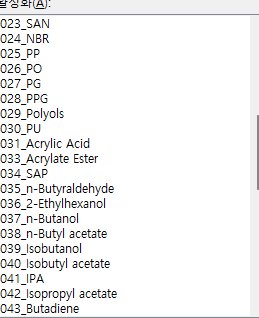 활성화(A):
023_SAN
024_NBR
025_PP
026_PO
027_PG
028_PPG
029_Polyols
030_PU
031_Acrylic Acid
033_Acrylate Ester
034_SAP
035_n-Butyraldehyde
036_2-Ethylhexanol
037_n-Butanol
038_n-Butyl acetate
039_Isobutanol
040_Isobutyl acetate
041_IPA
042_Isopropyl acetate
043_Butadiene